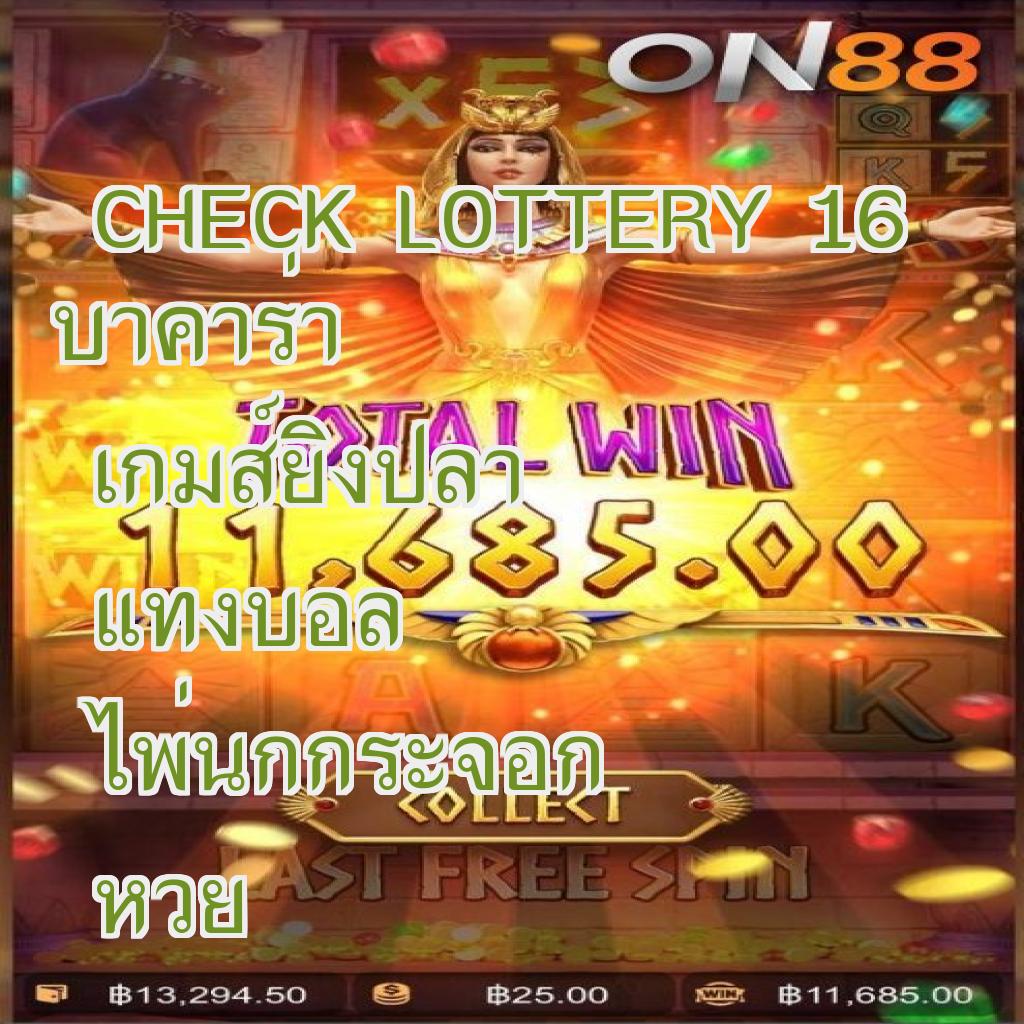 ON88
x53
Q
K
CHECK LOTTERY 16
บาคาร่า
เกมส์ยิงปลา
TOTAL WIN
11,685.00
แทงบอล
A K
ไพ่นกกระจอก
COLLECT
LAST FREE SPIN
หวย
฿13,294.50 ฿25.00 WIN ฿11,685.00